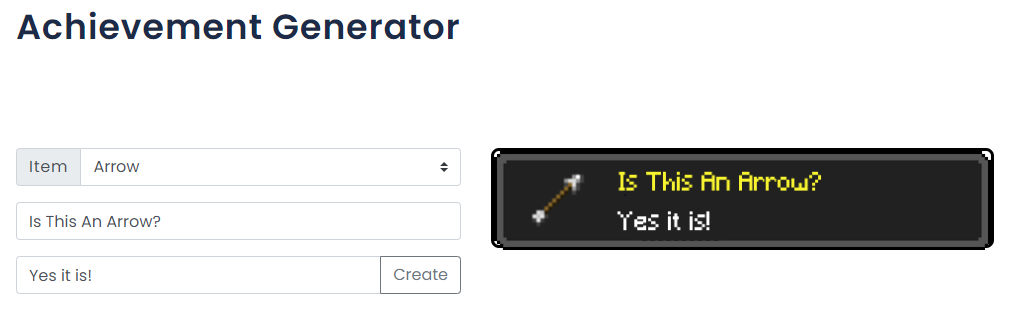 Achievement Generator
Item Arrow
Is This An Arrow?
Yes it is! Create
Is This An Arrow?
Yes it is!